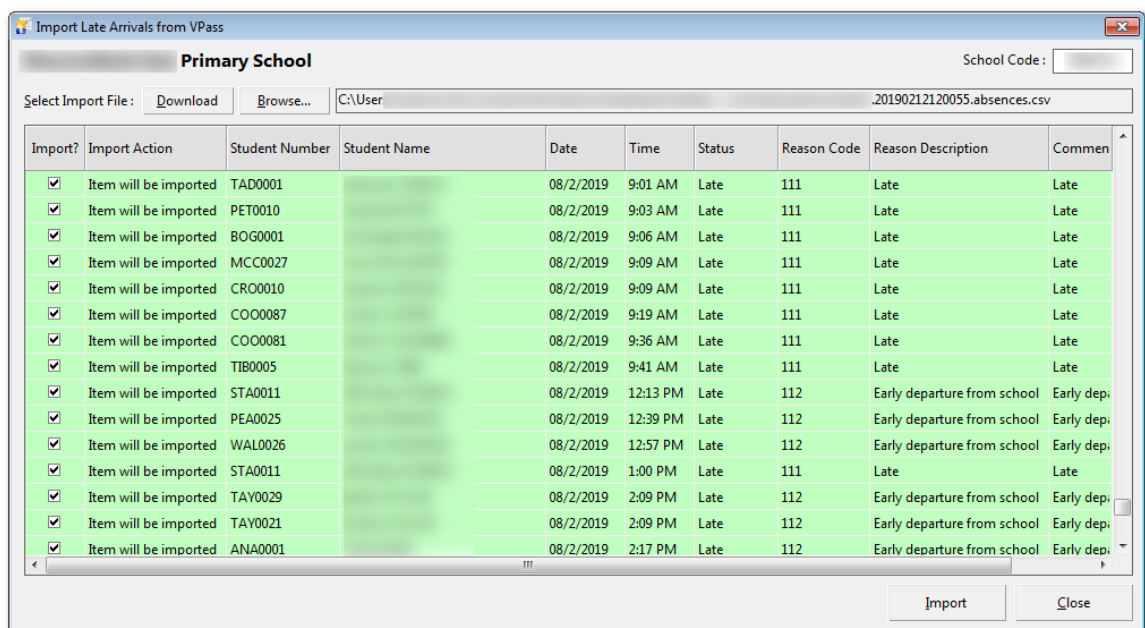 Import Late Arrivals from VPass
Primary School School Code :
Select Import File : Download Browse... C:\User .20190212120055.absences.csv
Import? Import Action Student Number Student Name Date Time Status Reason Code Reason Description Commen
Item will be imported TAD0001 08/2/2019 9:01 AM Late 111 Late Late
Item will be imported PET0010 08/2/2019 9:03 AM Late 111 Late Late
Item will be imported BOG0001 08/2/2019 9:06 AM Late 111 Late Late
Item will be imported MCC0027 08/2/2019 9:09 AM Late 111 Late Late
Item will be imported CRO0010 08/2/2019 9:09 AM Late 111 Late Late
Item will be imported COO0087 08/2/2019 9:19 AM Late 111 Late Late
Item will be imported COO0081 08/2/2019 9:36 AM Late 111 Late Late
Item will be imported TIB0005 08/2/2019 9:41 AM Late 111 Late Late
Item will be imported STA0011 08/2/2019 12:13 PM Late 112 Early departure from school Early depa
Item will be imported PEA0025 08/2/2019 12:39 PM Late 112 Early departure from school Early depa
Item will be imported WAL0026 08/2/2019 12:57 PM Late 112 Early departure from school Early depa
Item will be imported STA0011 08/2/2019 1:00 PM Late 111 Late Late
Item will be imported TAY0029 08/2/2019 2:09 PM Late 112 Early departure from school Early depa
Item will be imported TAY0021 08/2/2019 2:09 PM Late 112 Early departure from school Early depa
Item will be imported ANA0001 08/2/2019 2:17 PM Late 112 Early departure from school Early depa
Import Close